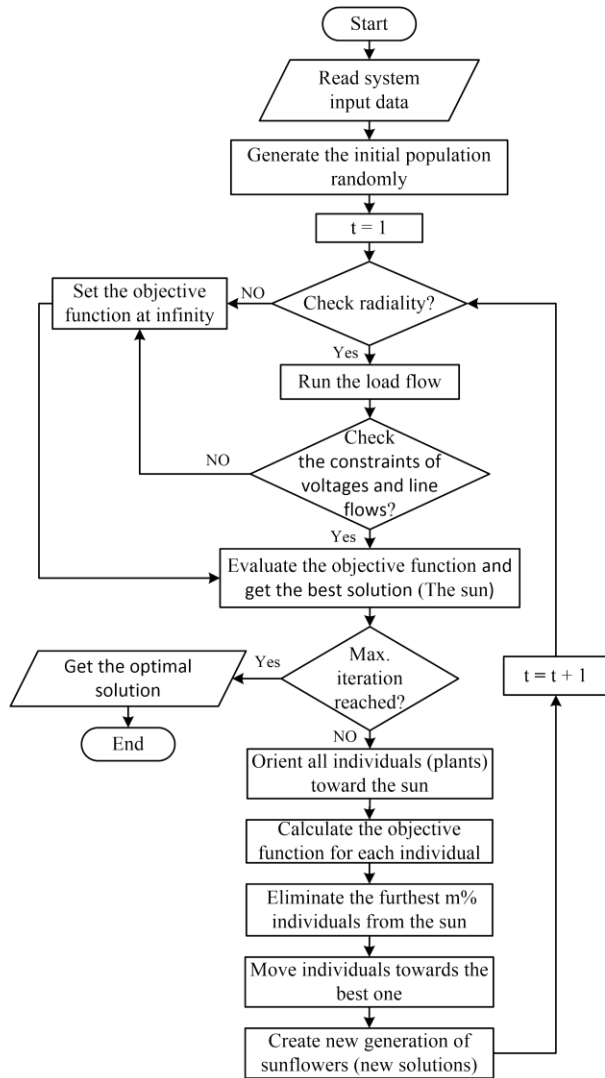 Start
Read system
input data
Generate the initial population
randomly
t = 1
Set the objective
function at infinity
NO
Check radiality?
Yes
Run the load flow
NO
Check
the constraints of
voltages and line
flows?
Yes
Evaluate the objective function and
get the best solution (The sun)
Get the optimal
solution
Yes
Max.
iteration
reached?
t = t + 1
End
NO
Orient all individuals (plants)
toward the sun
Calculate the objective
function for each individual
Eliminate the furthest m%
individuals from the sun
Move individuals towards the
best one
Create new generation of
sunflowers (new solutions)